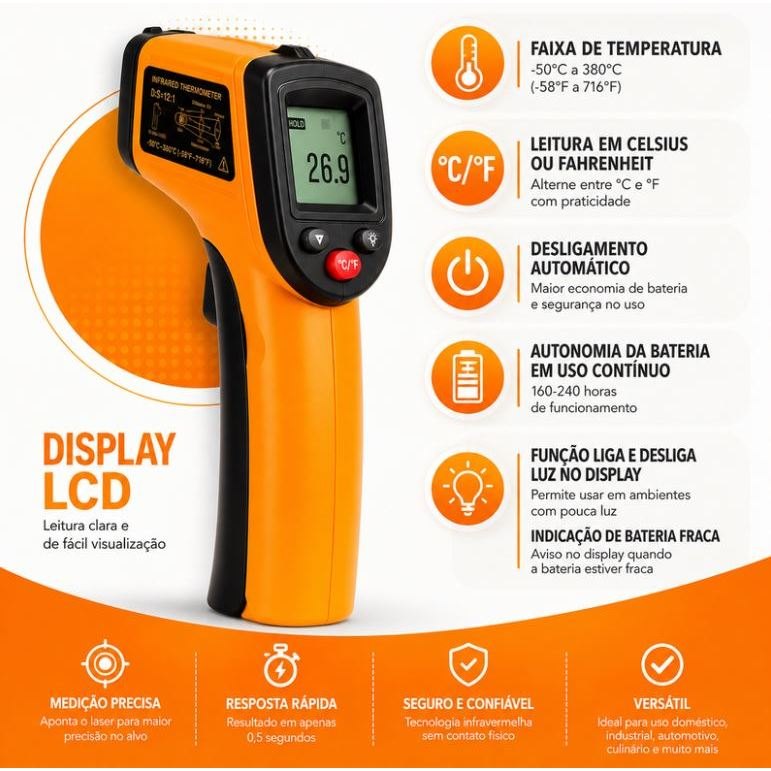 INFRARED THERMOMETER
D:S=12:1
-50°C~380°C (-58°F~716°F)
HOLD
°C
26.9
°C/°F
DISPLAY
LCD
Leitura clara e
de fácil visualização
FAIXA DE TEMPERATURA
-50°C a 380°C
(-58°F a 716°F)
°C/°F
LEITURA EM CELSIUS
OU FAHRENHEIT
Alterne entre °C e °F
com praticidade
DESLIGAMENTO
AUTOMÁTICO
Maior economia de bateria
e segurança no uso
AUTONOMIA DA BATERIA
EM USO CONTÍNUO
160-240 horas
de funcionamento
FUNÇÃO LIGA E DESLIGA
LUZ NO DISPLAY
Permite usar em ambientes
com pouca luz
INDICAÇÃO DE BATERIA FRACA
Aviso no display quando
a bateria estiver fraca
MEDIÇÃO PRECISA
Aponta o laser para maior
precisão no alvo
RESPOSTA RÁPIDA
Resultado em apenas
0,5 segundos
SEGURO E CONFIÁVEL
Tecnologia infravermelha
sem contato físico
VERSÁTIL
Ideal para uso doméstico,
industrial, automotivo,
culinário e muito mais